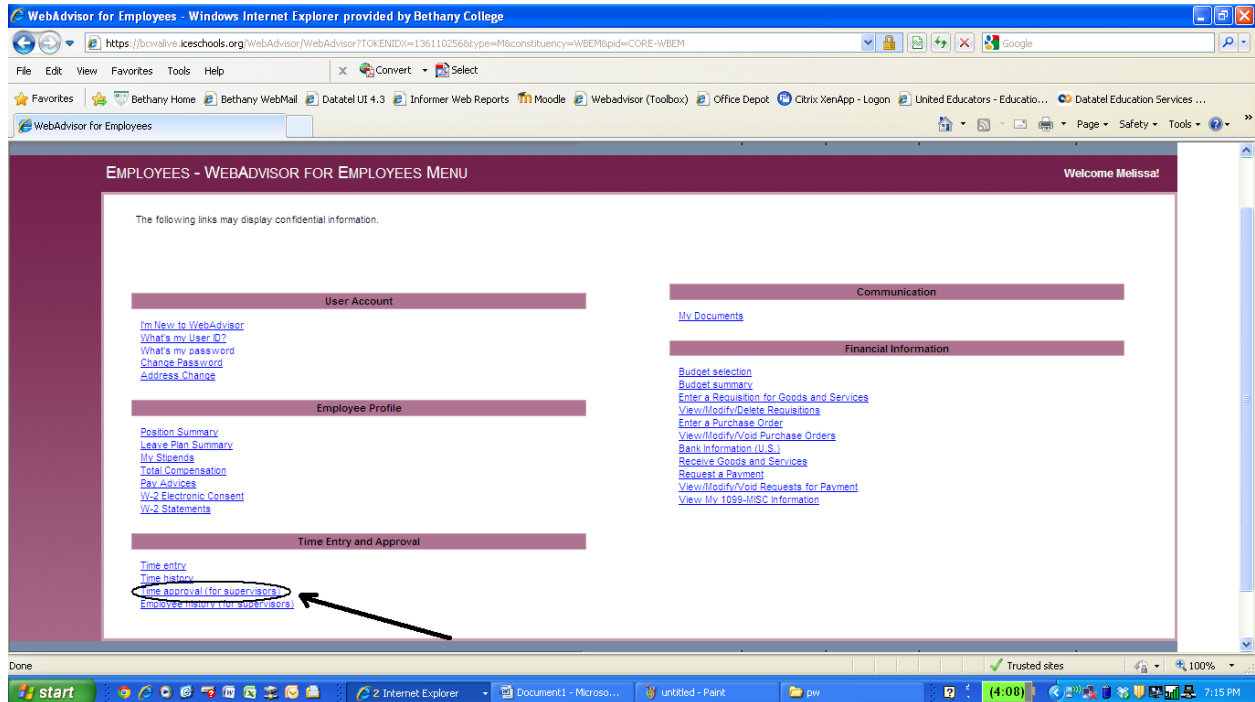 WebAdvisor for Employees - Windows Internet Explorer provided by Bethany College
https://bcwalive.iceschools.org/WebAdvisor/WebAdvisor?TOKENIDX=1361102568&type=M&constituency=WBEM&pid=CORE-WBEM
Google
File Edit View Favorites Tools Help
x Convert Select
Favorites Bethany Home Bethany WebMail Datatel UI 4.3 Informer Web Reports Moodle Webadvisor (Toolbox) Office Depot Citrix XenApp - Logon United Educators - Educatio... Datatel Education Services ...
WebAdvisor for Employees
Page Safety Tools »
EMPLOYEES - WEBADVISOR FOR EMPLOYEES MENU
Welcome Melissa!
The following links may display confidential information.
User Account
I'm New to WebAdvisor
What's my User ID?
What's my password
Change Password
Address Change
Employee Profile
Position Summary
Leave Plan Summary
My Stipends
Total Compensation
Pay Advices
W-2 Electronic Consent
W-2 Statements
Time Entry and Approval
Time entry
Time history
Time approval (for supervisors)
Employee history (for supervisors)
Communication
My Documents
Financial Information
Budget selection
Budget summary
Enter a Requisition for Goods and Services
View/Modify/Delete Requisitions
Enter a Purchase Order
View/Modify/Void Purchase Orders
Bank Information (U.S.)
Receive Goods and Services
Request a Payment
View/Modify/Void Requests for Payment
View My 1099-MISC Information
Done
Trusted sites
100%
start
2 Internet Explorer
Document1 - Microso...
untitled - Paint
pw
(4:08)
7:15 PM